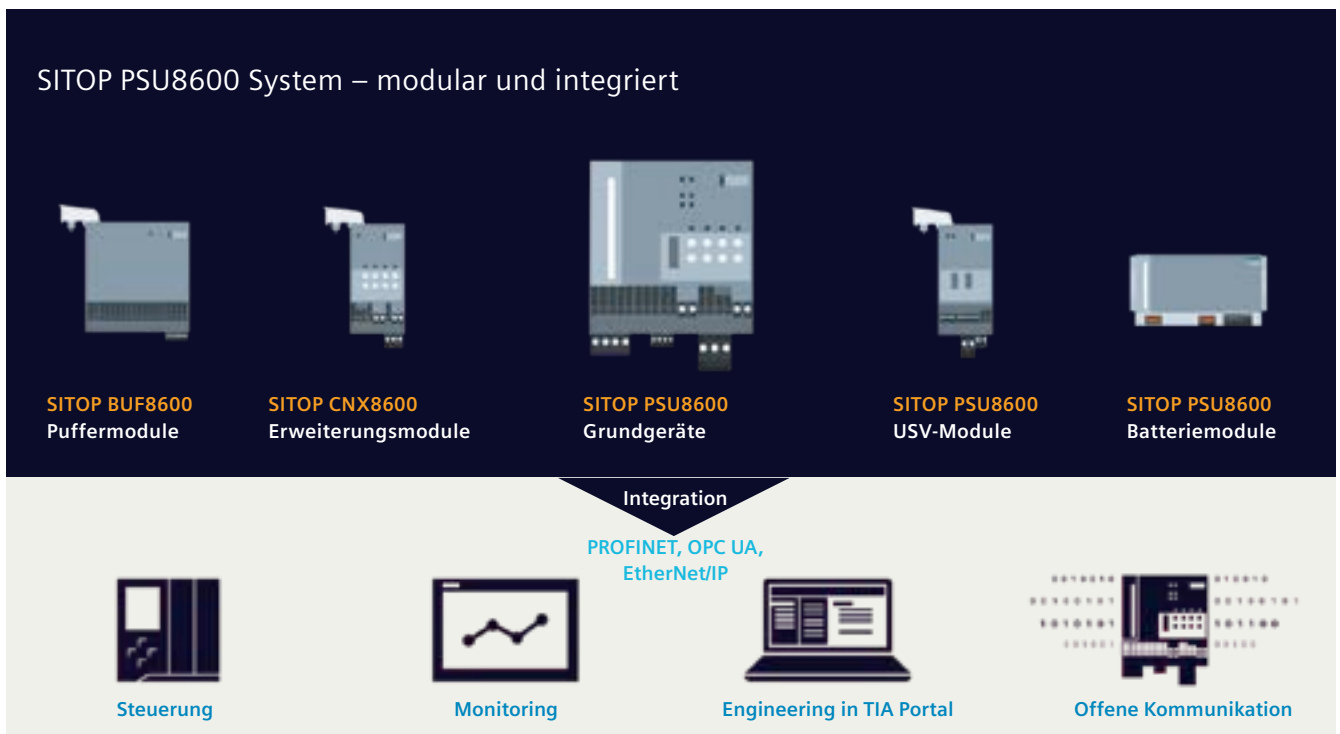 SITOP PSU8600 System – modular und integriert
SITOP BUF8600
Puffermodule
SITOP CNX8600
Erweiterungsmodule
SITOP PSU8600
Grundgeräte
SITOP PSU8600
USV-Module
SITOP PSU8600
Batteriemodule
Integration
PROFINET, OPC UA,
EtherNet/IP
Steuerung
Monitoring
Engineering in TIA Portal
Offene Kommunikation